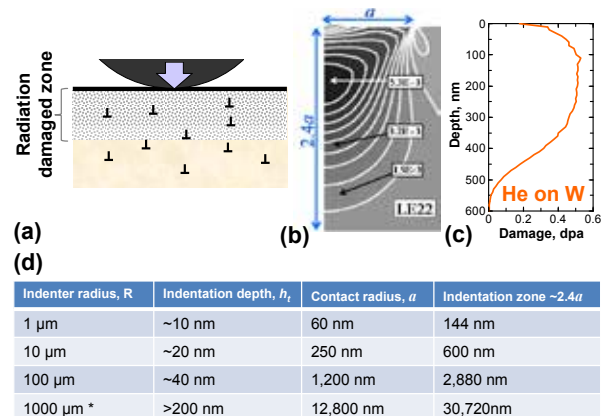 Radiation
damaged zone
(a)
a
2.4a
LE22
(b)
0
100
200
300
400
500
600
Depth, nm
0 0.2 0.4 0.6
Damage, dpa
He on W
(c)
(d)
Indenter radius, R Indentation depth, hₜ Contact radius, a Indentation zone ~2.4a
1 µm ~10 nm 60 nm 144 nm
10 µm ~20 nm 250 nm 600 nm
100 µm ~40 nm 1,200 nm 2,880 nm
1000 µm * >200 nm 12,800 nm 30,720nm